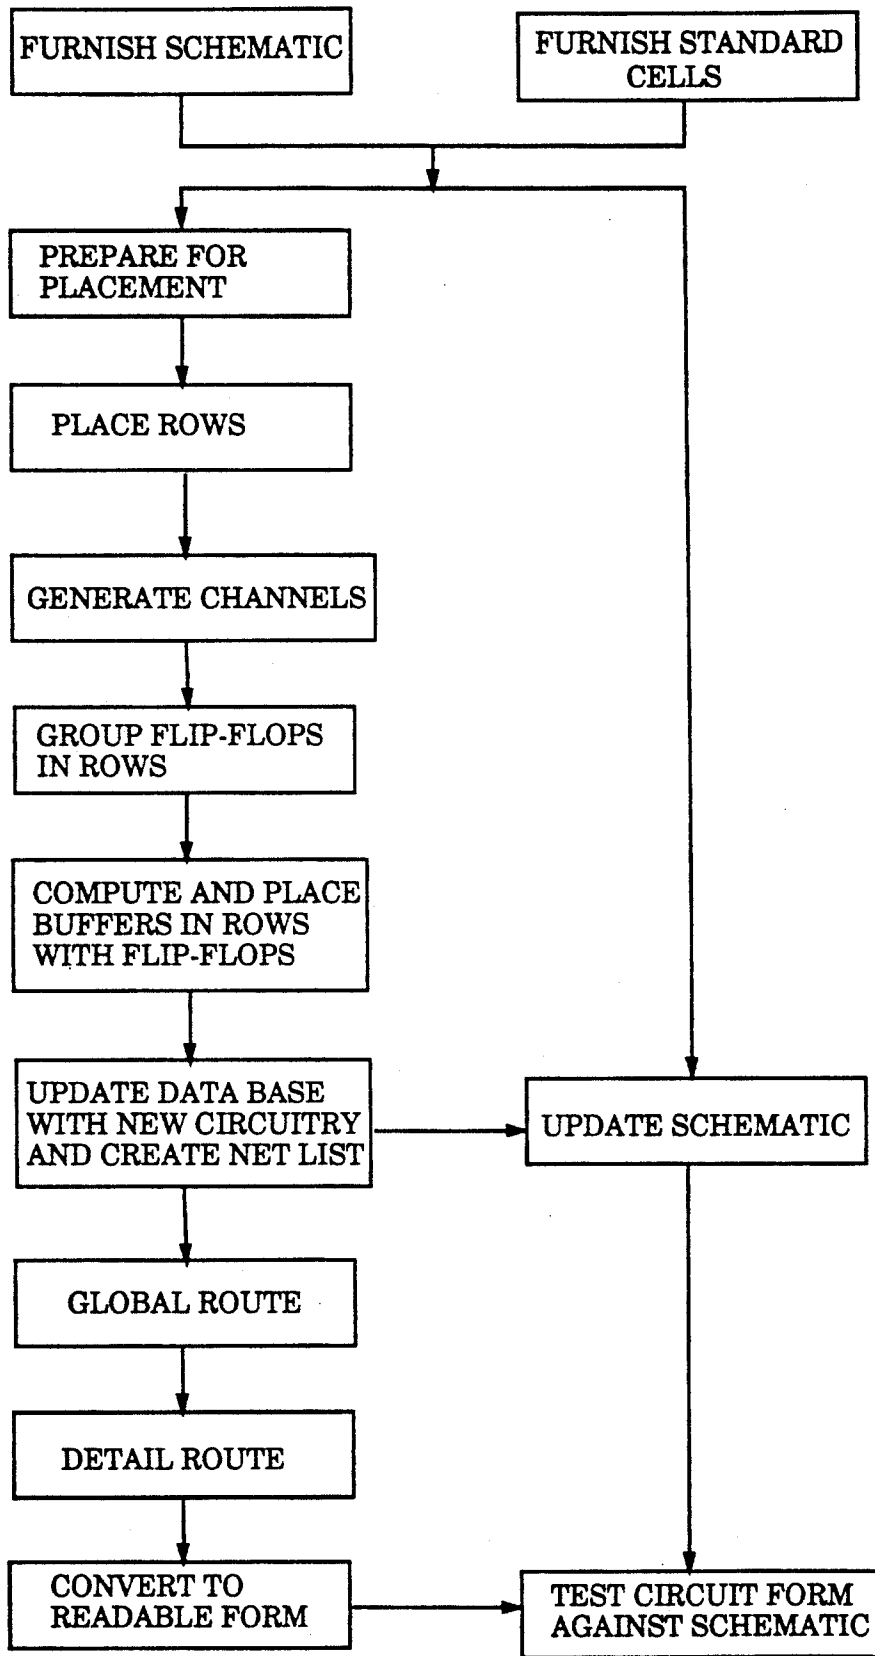 FURNISH SCHEMATIC
FURNISH STANDARD
CELLS
PREPARE FOR
PLACEMENT
PLACE ROWS
GENERATE CHANNELS
GROUP FLIP-FLOPS
IN ROWS
COMPUTE AND PLACE
BUFFERS IN ROWS
WITH FLIP-FLOPS
UPDATE DATA BASE
WITH NEW CIRCUITRY
AND CREATE NET LIST
UPDATE SCHEMATIC
GLOBAL ROUTE
DETAIL ROUTE
CONVERT TO
READABLE FORM
TEST CIRCUIT FORM
AGAINST SCHEMATIC